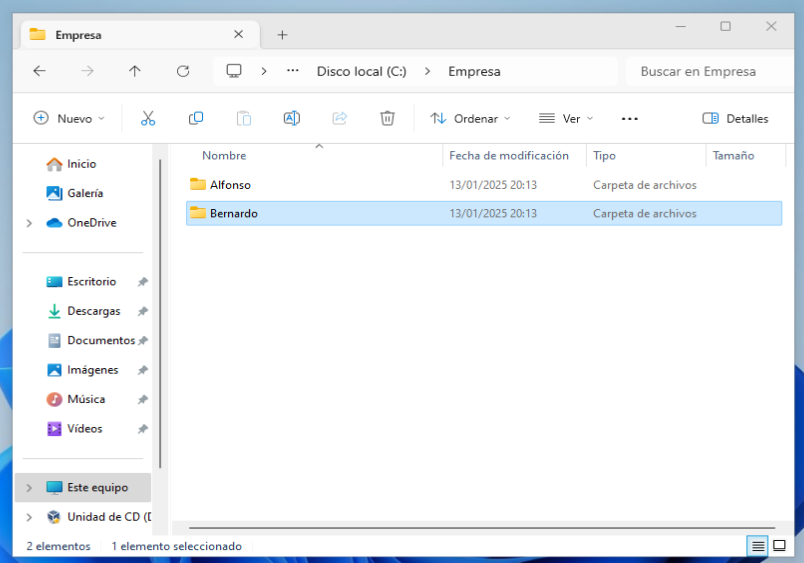 Empresa
Disco local (C:) Empresa Buscar en Empresa
Nuevo Ordenar Ver Detalles
Nombre Fecha de modificación Tipo Tamaño
Inicio
Galería
OneDrive
Escritorio
Descargas
Documentos
Imágenes
Música
Vídeos
Este equipo
Unidad de CD (D
Alfonso 13/01/2025 20:13 Carpeta de archivos
Bernardo 13/01/2025 20:13 Carpeta de archivos
2 elementos 1 elemento seleccionado